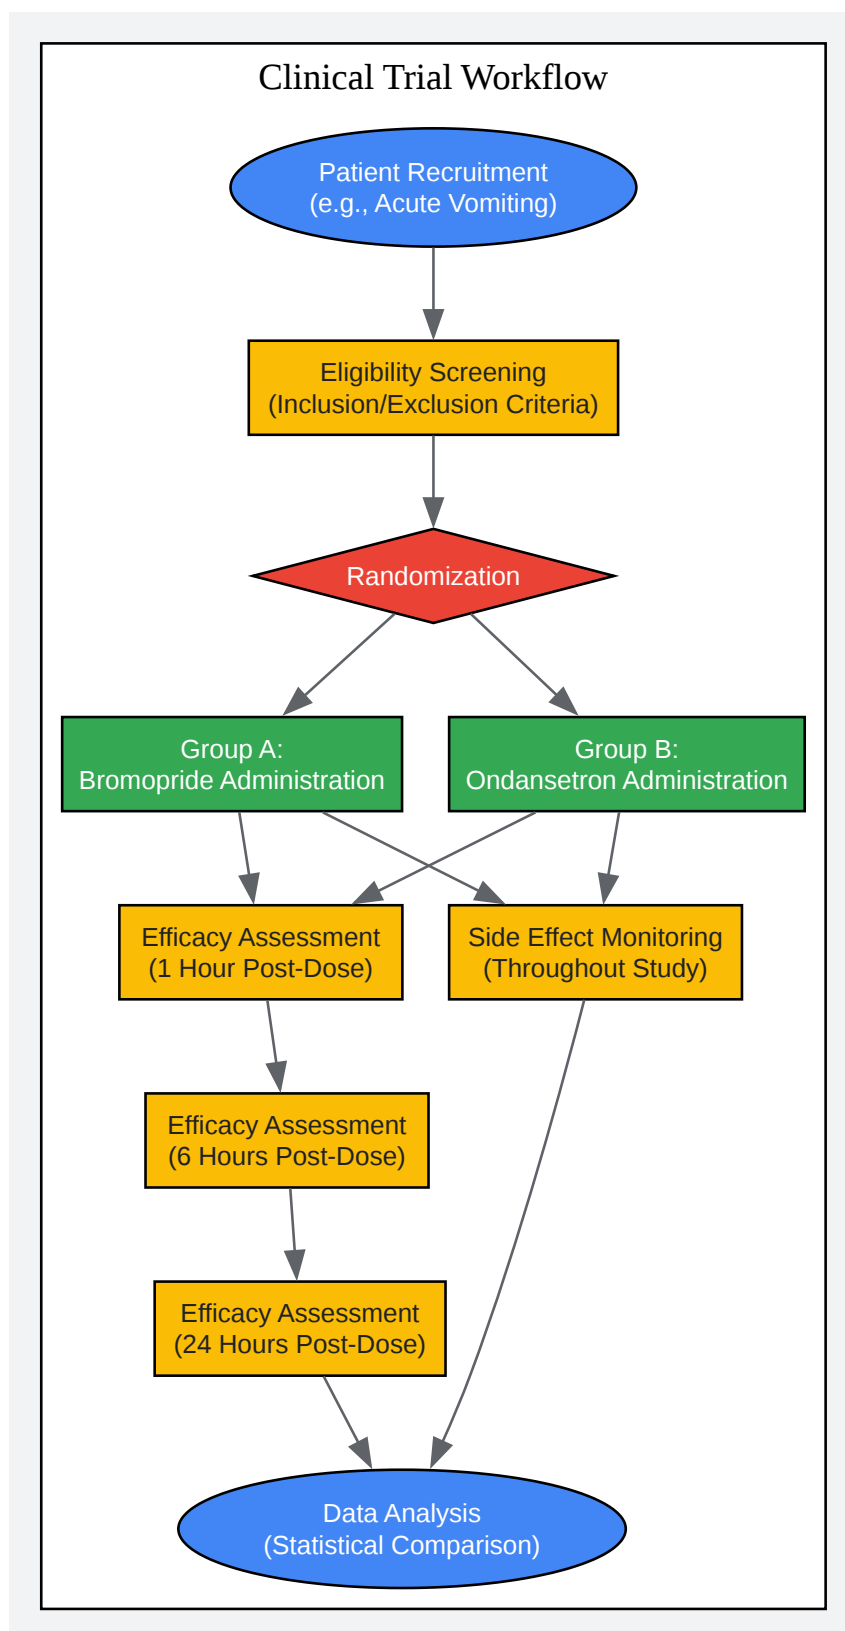 Clinical Trial Workflow
Patient Recruitment
(e.g., Acute Vomiting)
Eligibility Screening
(Inclusion/Exclusion Criteria)
Randomization
Group A:
Bromopride Administration
Group B:
Ondansetron Administration
Efficacy Assessment
(1 Hour Post-Dose)
Side Effect Monitoring
(Throughout Study)
Efficacy Assessment
(6 Hours Post-Dose)
Efficacy Assessment
(24 Hours Post-Dose)
Data Analysis
(Statistical Comparison)